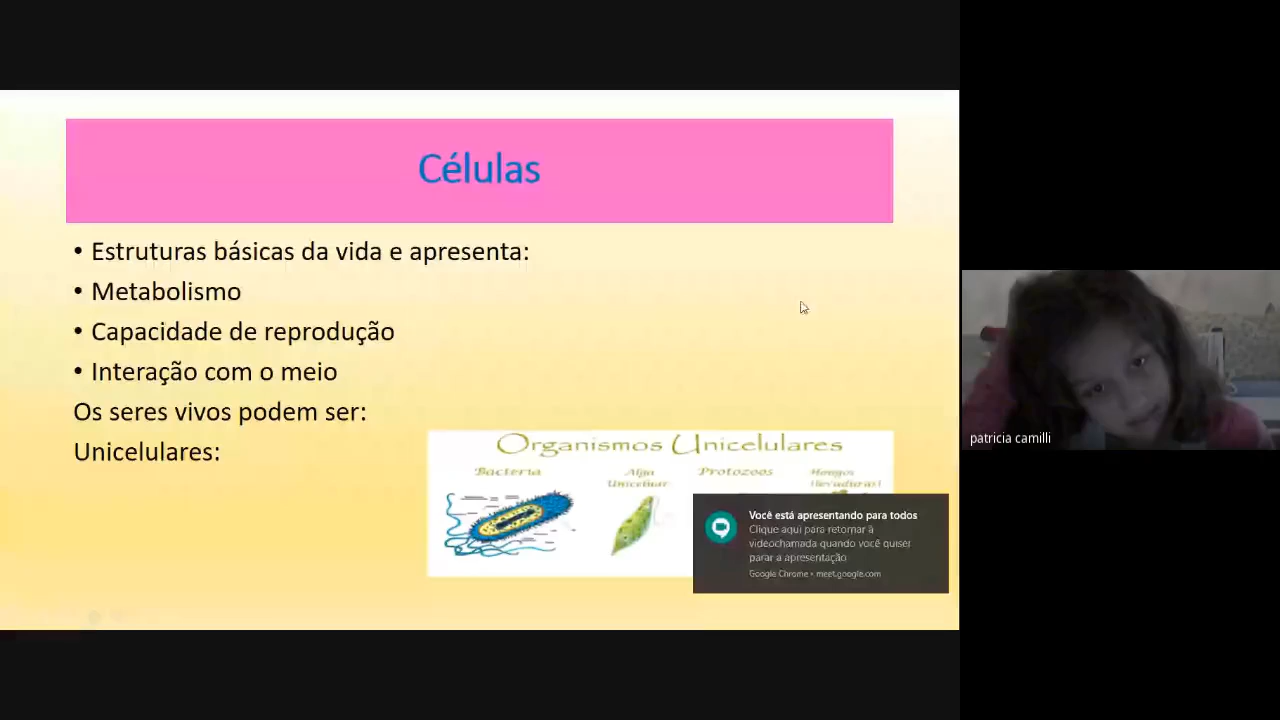 Células
• Estruturas básicas da vida e apresenta:
• Metabolismo
• Capacidade de reprodução
• Interação com o meio
Os seres vivos podem ser:
Unicelulares:
Organismos Unicelulares
Bacteria
Alga
Unicelular
Protozoos
Hongos
(levaduras)
Você está apresentando para todos
Clique aqui para retornar à
videochamada quando você quiser
parar a apresentação
Google Chrome • meet.google.com
patricia camilli